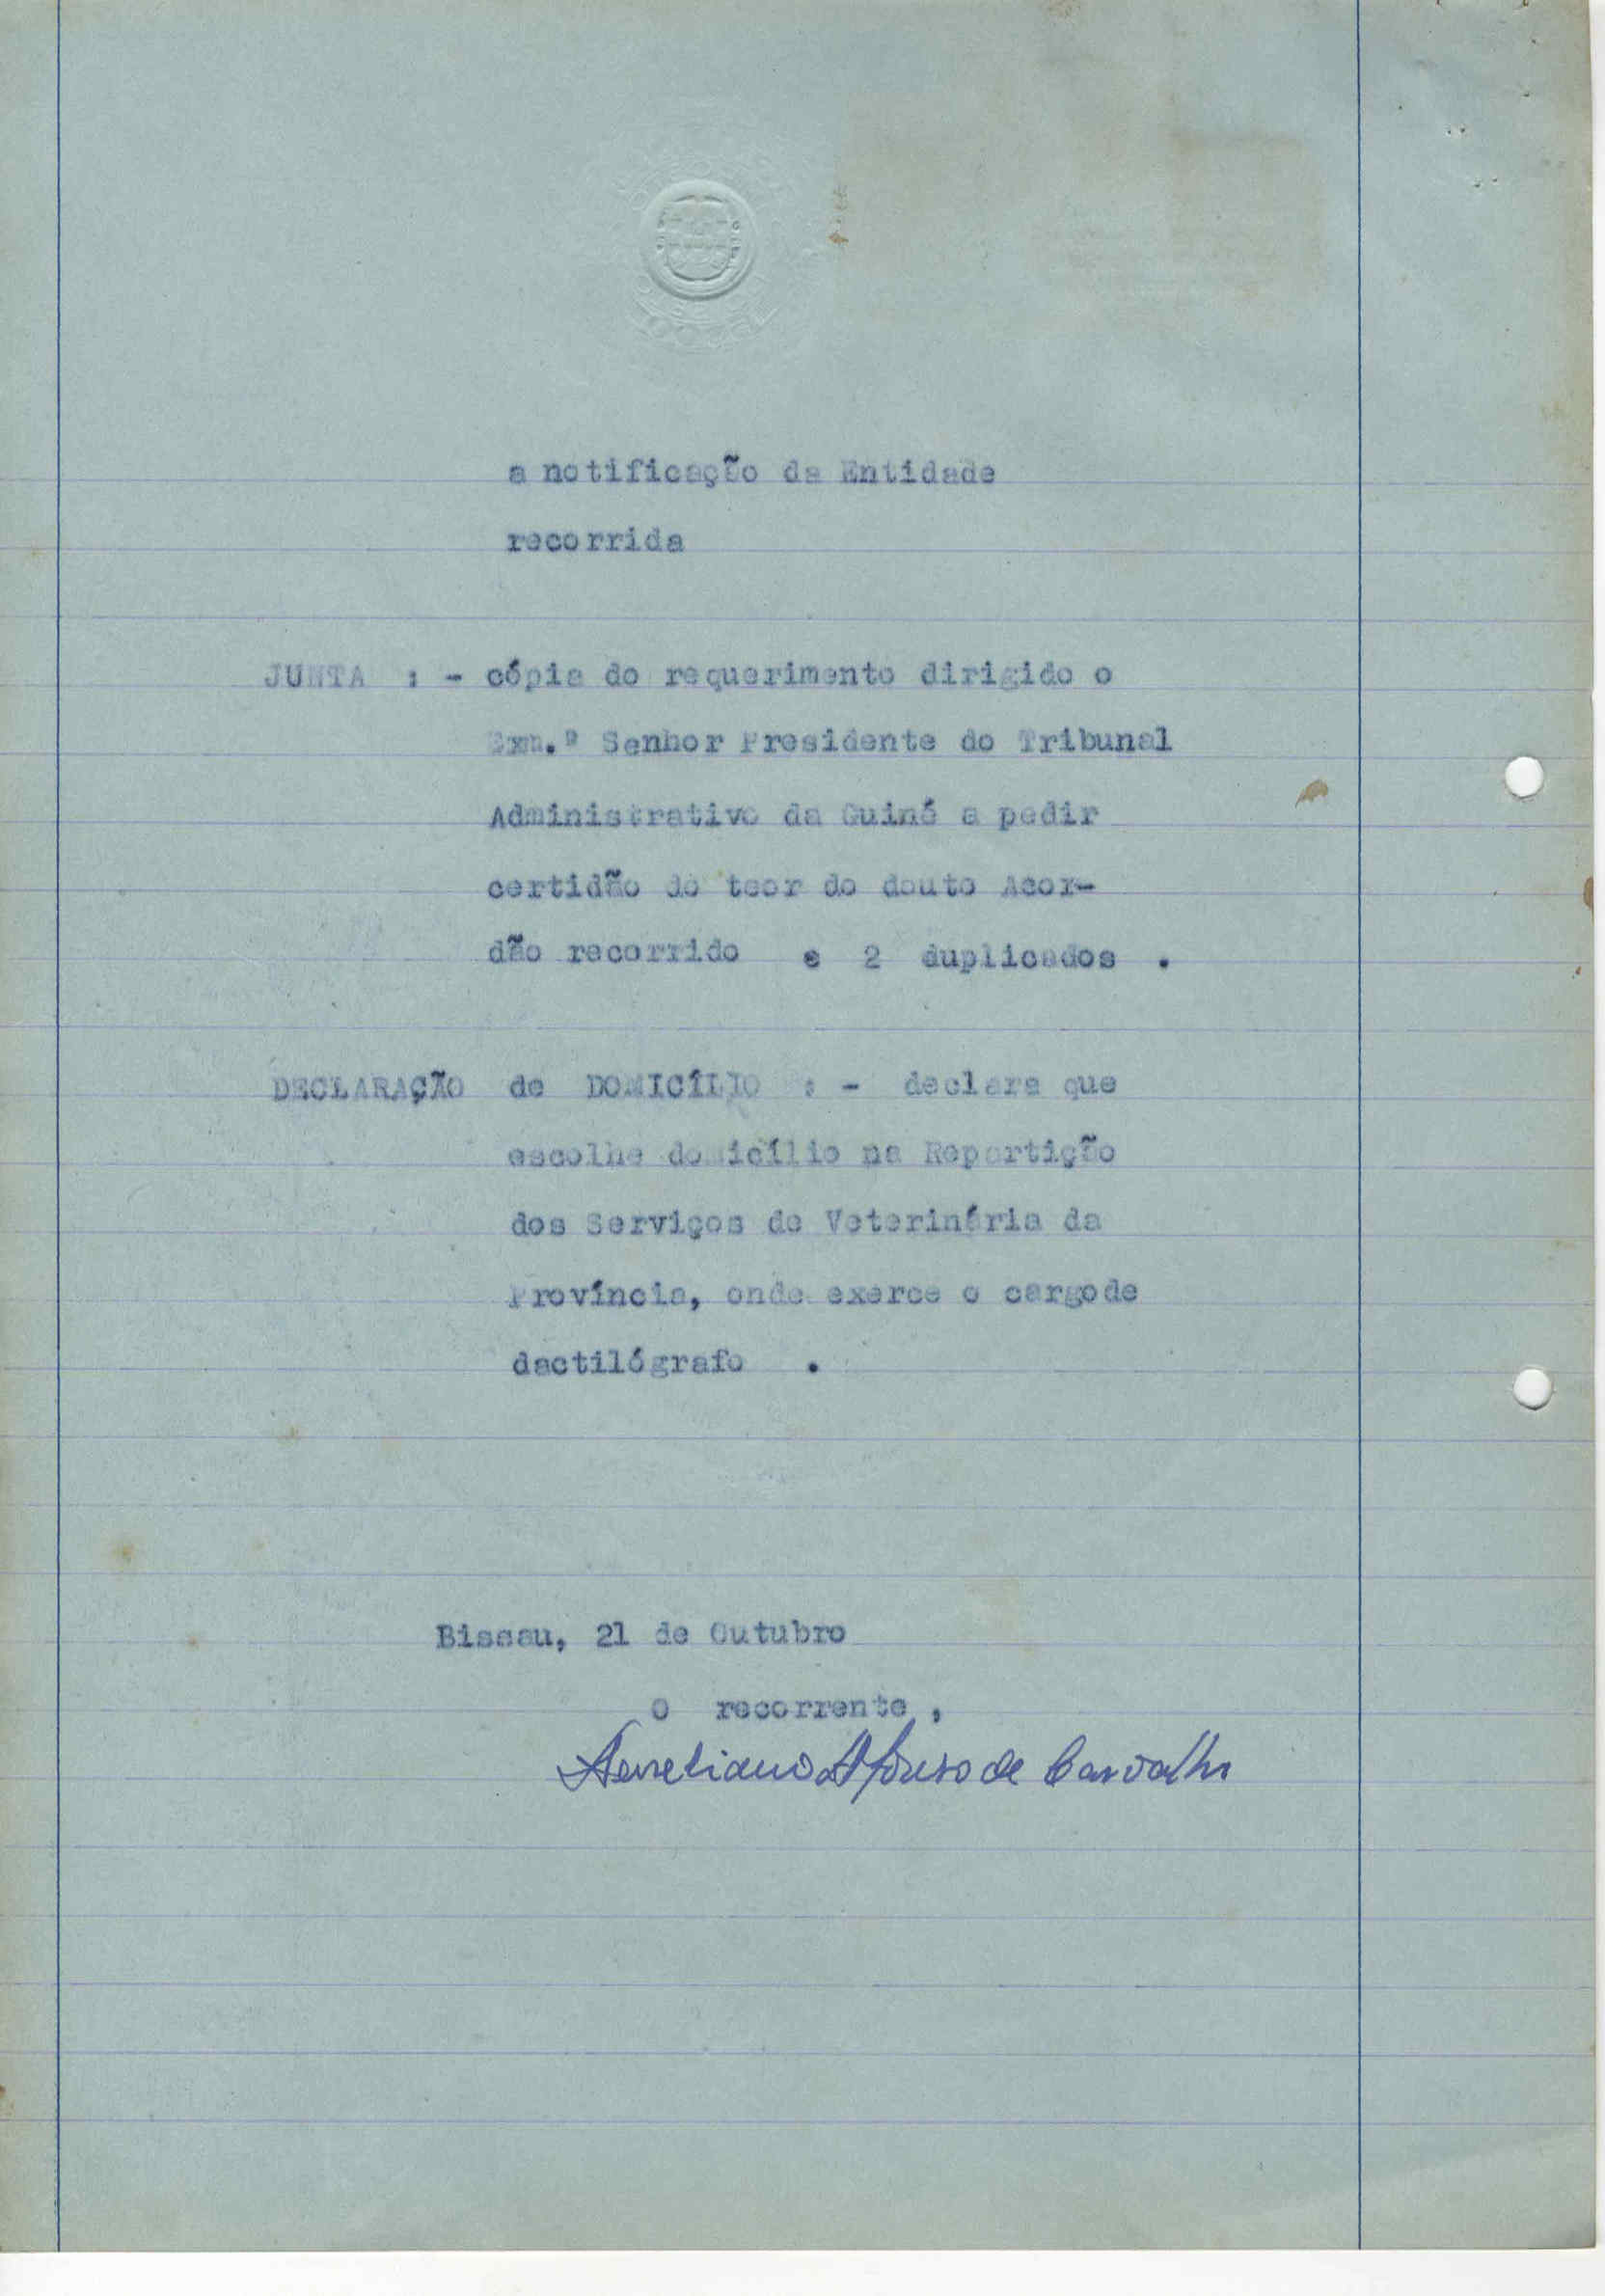 a notificação da Entidade
recorrida
JUNTA : - cópia do requerimento dirigido o
Exm.º Senhor Presidente do Tribunal
Administrativo da Guiné a pedir
certidão do teor do douto Acor-
dão recorrido e 2 duplicados .
DECLARAÇÃO de DOMICÍLIO : - declara que
escolhe domicílio na Repartição
dos Serviços de Veterinária da
Província, onde exerce o cargode
dactilógrafo .
Bissau, 21 de Outubro
O recorrente ,
Aureliano Afonso de Carvalho